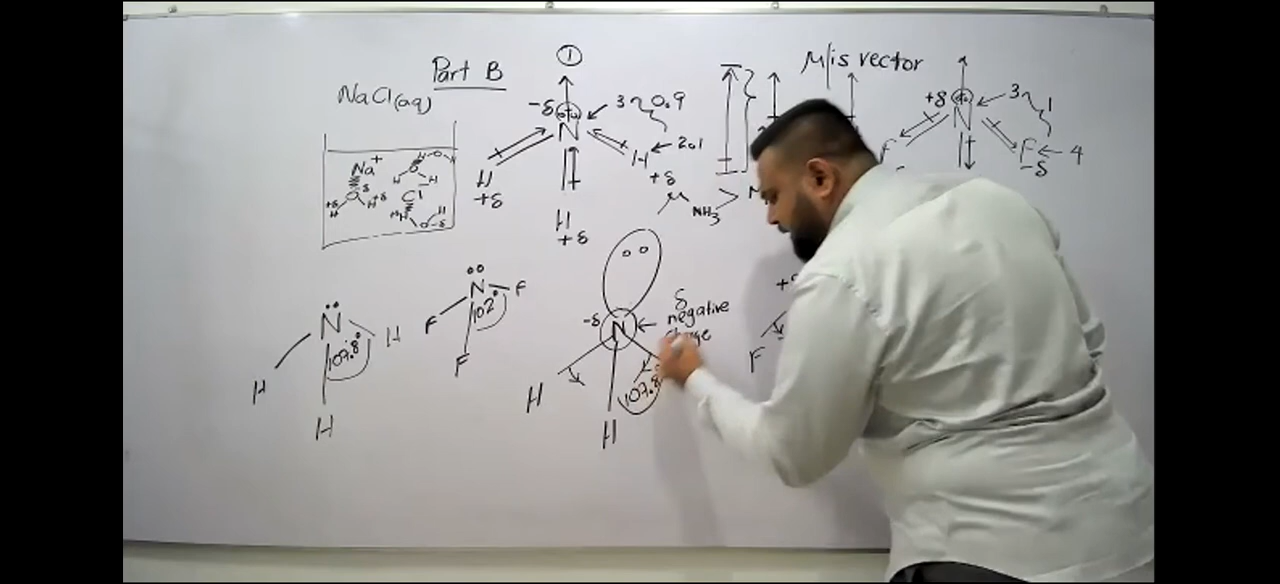 Part B
①
μ is vector
NaCl(aq)
-δ
N
3
0.9
H
2.1
+δ
H
+δ
H
+δ
μ NH3 >
+δ
N
3
1
F
F
4
-δ
Na+
δ
O
+δ
H
H+δ
H
O
H
Cl-
H
H
O-δ
N
107.8°
H
H
H
N
102°
F
F
F
-δ
N
δ
negative
107.8
H
H
F